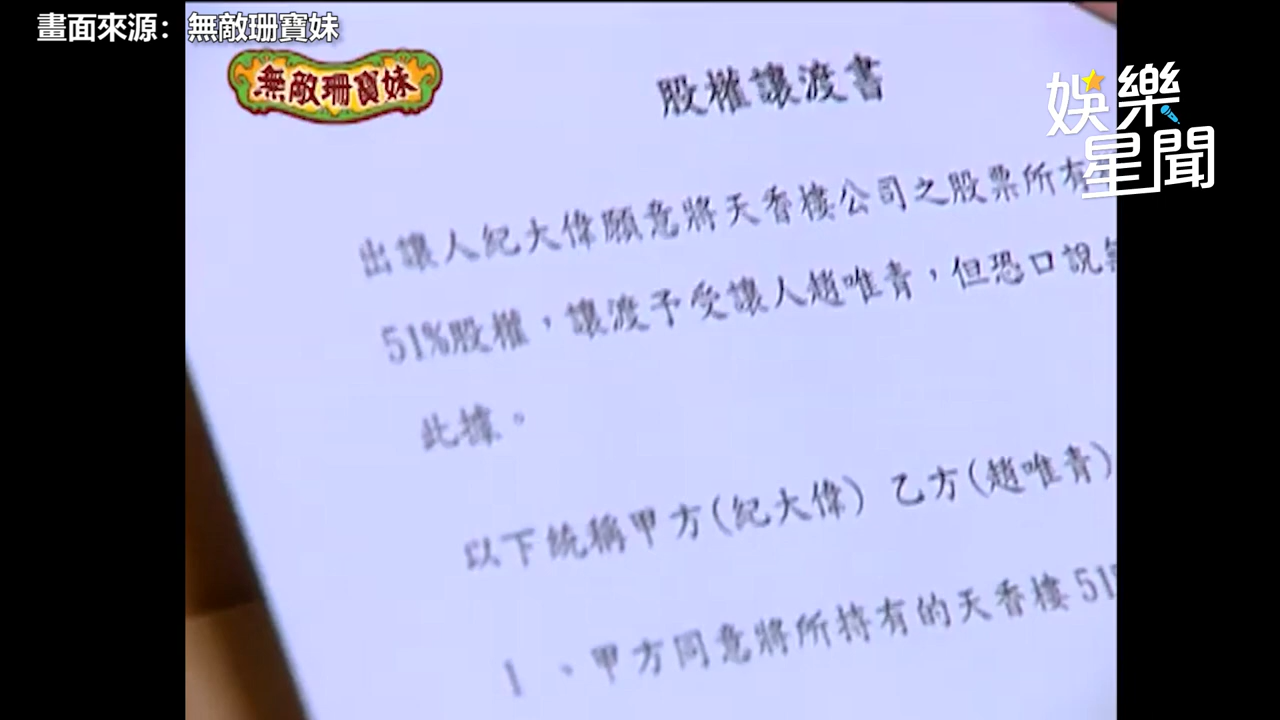 畫面來源：無敵珊寶妹
無敵珊寶妹
娛樂
星聞
股權讓渡書
出讓人紀大偉願意將天香樓公司之股票所有
51%股權，讓渡予受讓人趙唯青，但恐口說無
此據。
以下統稱甲方(紀大偉) 乙方(趙唯青)
1、甲方同意將所持有的天香樓51